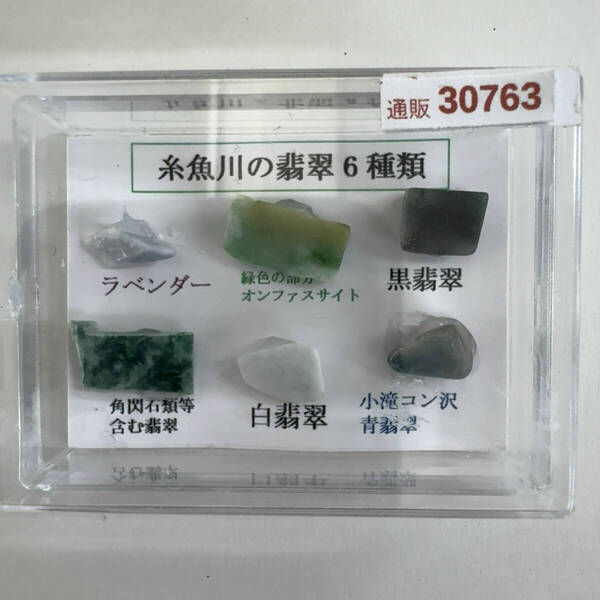 通販 30763
糸魚川の翡翠6種類
ラベンダー
緑色の部分
オンファスサイト
黒翡翠
角閃石類等
含む翡翠
白翡翠
小滝コン沢
青翡翠